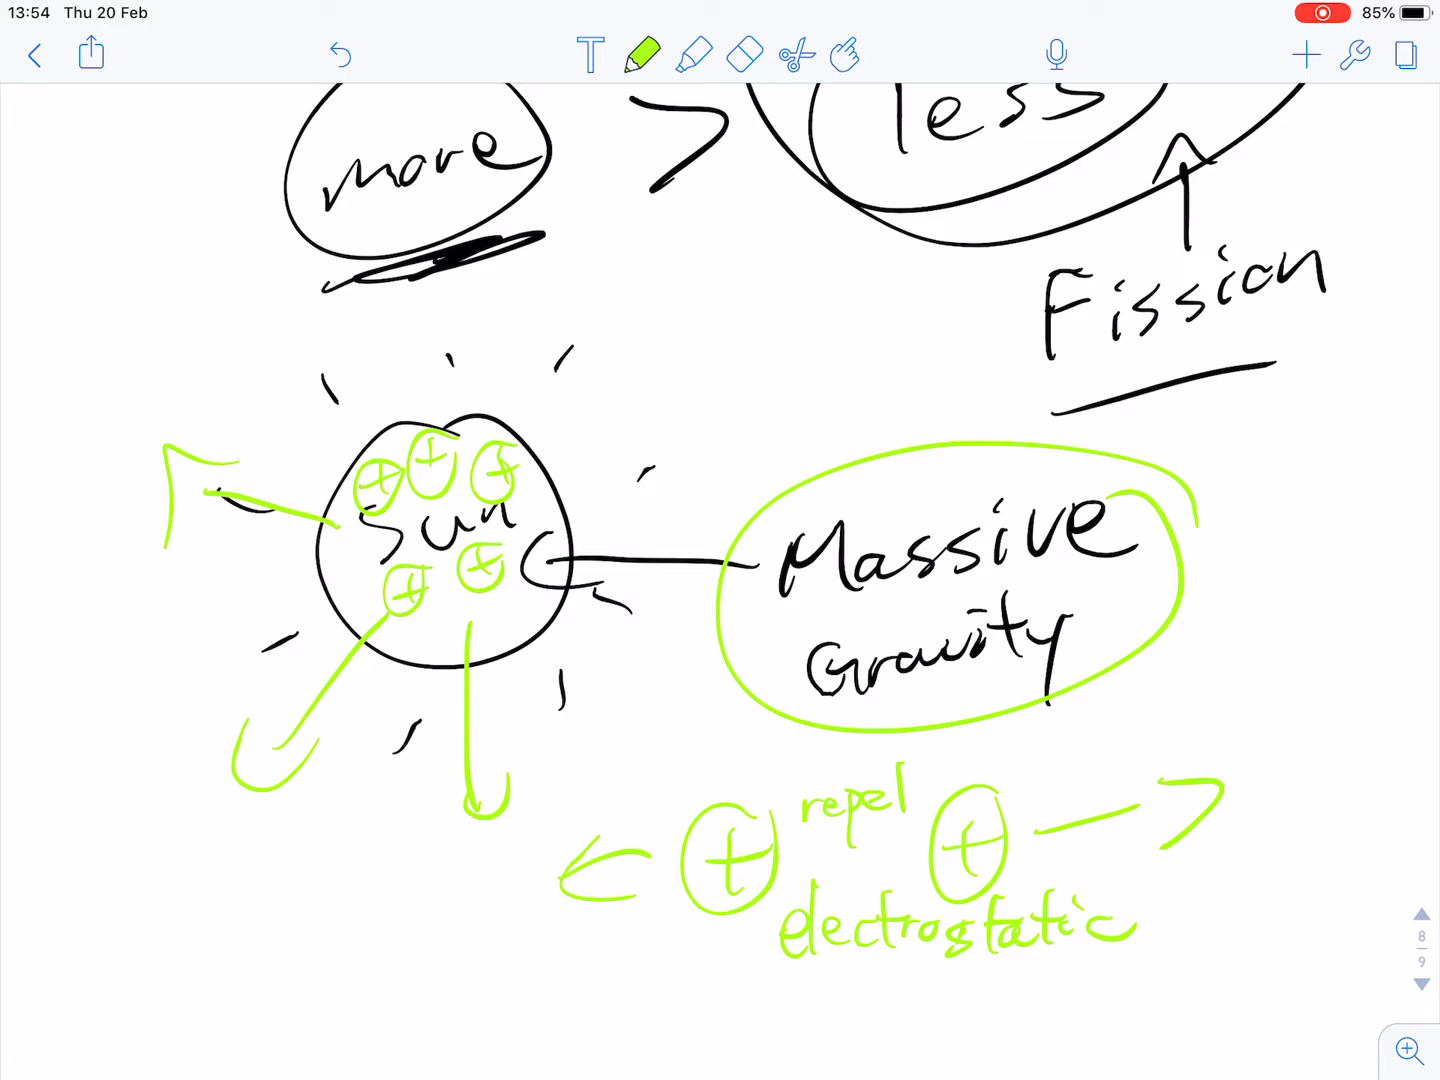 13:54 Thu 20 Feb 85%
T
more > less
Fission
+ + +
Sun
+ +
Massive
Gravity
repel
+ +
electrostatic
8
9